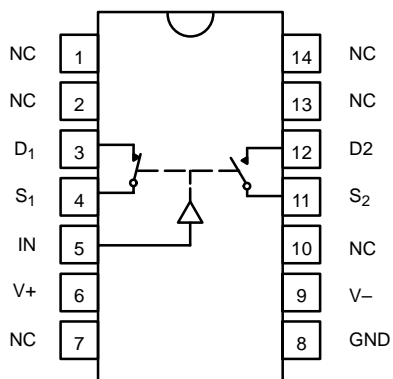 NC 1 14 NC
NC 2 13 NC
D1 3 12 D2
S1 4 11 S2
IN 5 10 NC
V+ 6 9 V–
NC 7 8 GND